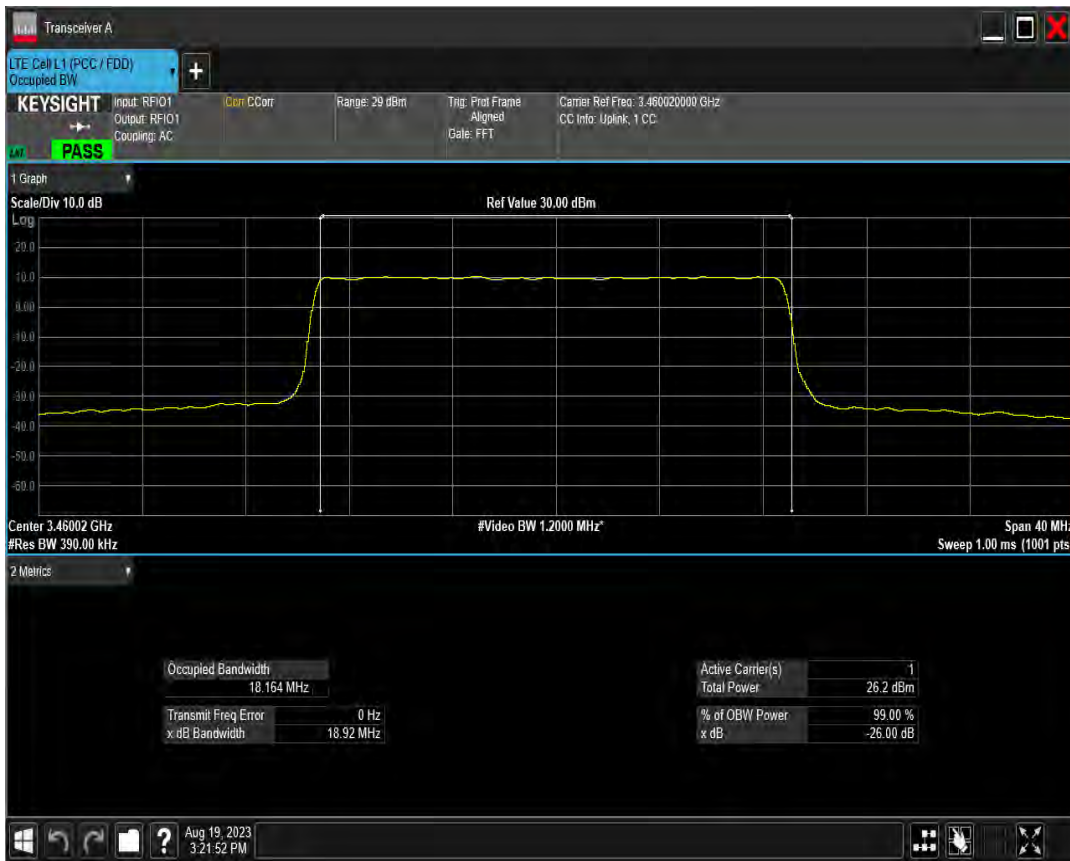 Transceiver A
LTE Cell L1 (PCC / FDD)
Occupied BW
+
KEYSIGHT
PASS
Input: RFIO1
Output: RFIO1
Coupling: AC
Corr CCorr
Range: 29 dBm
Trig: Prot Frame
Aligned
Gate: FFT
Carrier Ref Freq: 3.460020000 GHz
CC Info: Uplink, 1 CC
1 Graph
Scale/Div 10.0 dB
Ref Value 30.00 dBm
Log
20.0
10.0
0.00
-10.0
-20.0
-30.0
-40.0
-50.0
-60.0
Center 3.46002 GHz
#Video BW 1.2000 MHz*
Span 40 MHz
#Res BW 390.00 kHz
Sweep 1.00 ms (1001 pts
2 Metrics
Occupied Bandwidth
18.164 MHz
Transmit Freq Error 0 Hz
x dB Bandwidth 18.92 MHz
Active Carrier(s) 1
Total Power 26.2 dBm
% of OBW Power 99.00 %
x dB -26.00 dB
?
Aug 19, 2023
3:21:52 PM